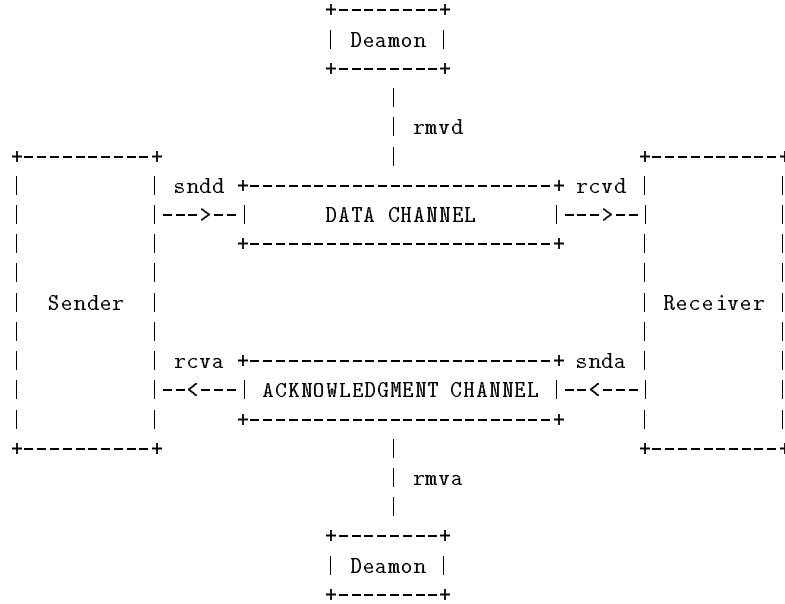 Deamon
rmvd
sndd rcvd
DATA CHANNEL
Sender Receiver
rcva snda
ACKNOWLEDGMENT CHANNEL
rmva
Deamon